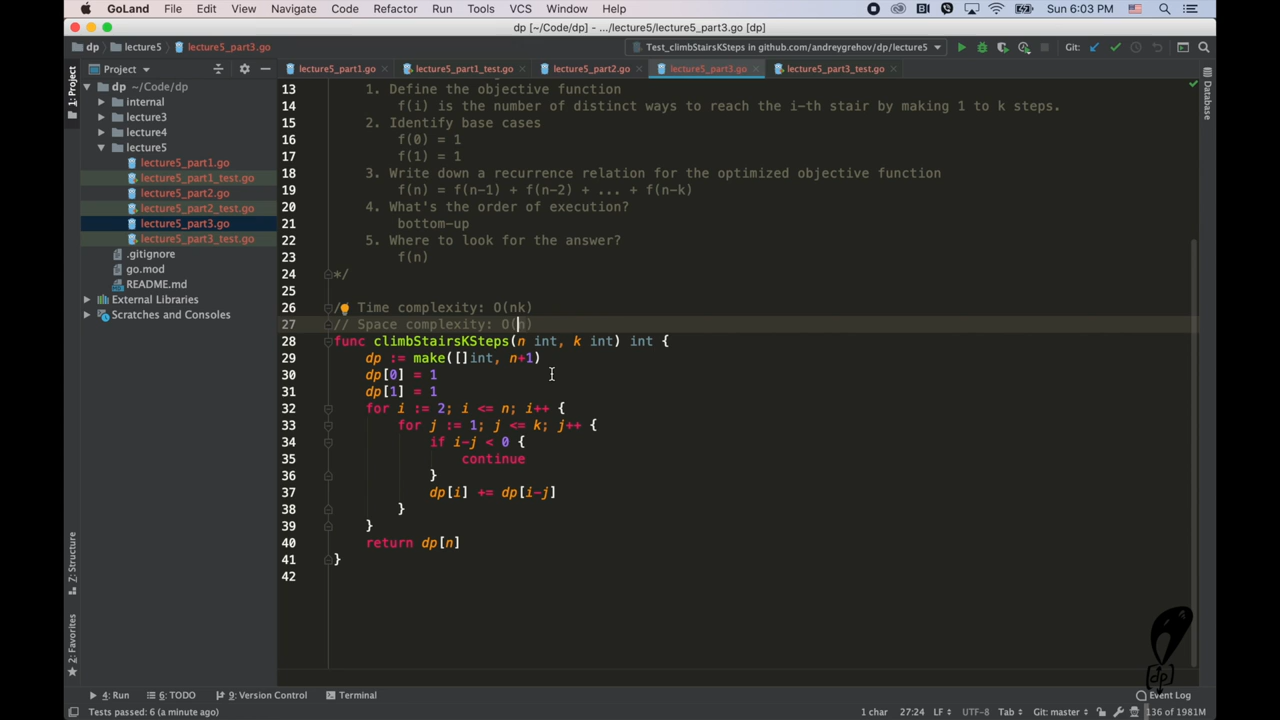 GoLand File Edit View Navigate Code Refactor Run Tools VCS Window Help Sun 6:03 PM
dp [~/Code/dp] – .../lecture5/lecture5_part3.go [dp]
dp lecture5 lecture5_part3.go Test_climbStairsKSteps in github.com/andreygrehov/dp/lecture5 Git:
Project lecture5_part1.go lecture5_part1_test.go lecture5_part2.go lecture5_part3.go lecture5_part3_test.go
1: Project
7: Structure
2: Favorites
Database
dp ~/Code/dp
internal
lecture3
lecture4
lecture5
lecture5_part1.go
lecture5_part1_test.go
lecture5_part2.go
lecture5_part2_test.go
lecture5_part3.go
lecture5_part3_test.go
.gitignore
go.mod
README.md
External Libraries
Scratches and Consoles
13 1. Define the objective function
14 f(i) is the number of distinct ways to reach the i-th stair by making 1 to k steps.
15 2. Identify base cases
16 f(0) = 1
17 f(1) = 1
18 3. Write down a recurrence relation for the optimized objective function
19 f(n) = f(n-1) + f(n-2) + ... + f(n-k)
20 4. What's the order of execution?
21 bottom-up
22 5. Where to look for the answer?
23 f(n)
24 */
25
26 / Time complexity: O(nk)
27 // Space complexity: O(n)
28 func climbStairsKSteps(n int, k int) int {
29 dp := make([]int, n+1)
30 dp[0] = 1
31 dp[1] = 1
32 for i := 2; i <= n; i++ {
33 for j := 1; j <= k; j++ {
34 if i-j < 0 {
35 continue
36 }
37 dp[i] += dp[i-j]
38 }
39 }
40 return dp[n]
41 }
42
[dp]
4: Run 6: TODO 9: Version Control Terminal Event Log
Tests passed: 6 (a minute ago) 1 char 27:24 LF UTF-8 Tab Git: master 136 of 1981M